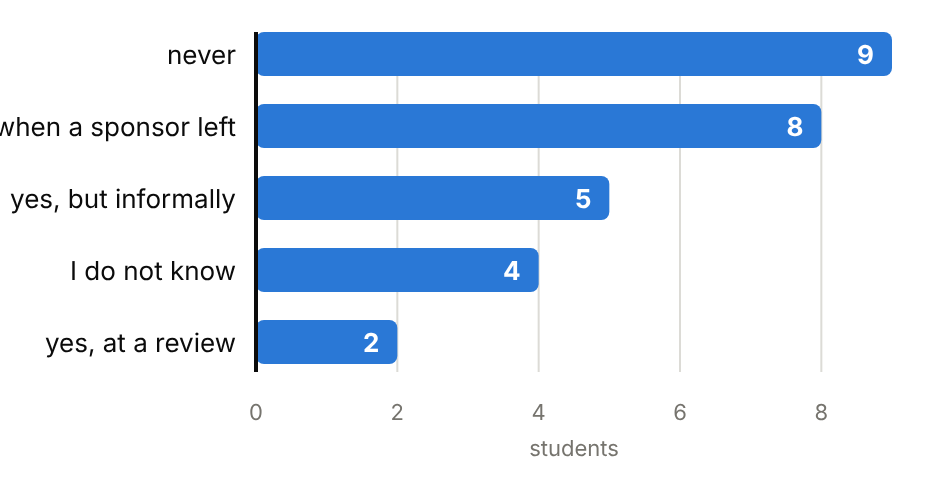 never
9
when a sponsor left
8
yes, but informally
5
I do not know
4
yes, at a review
2
0 2 4 6 8
students